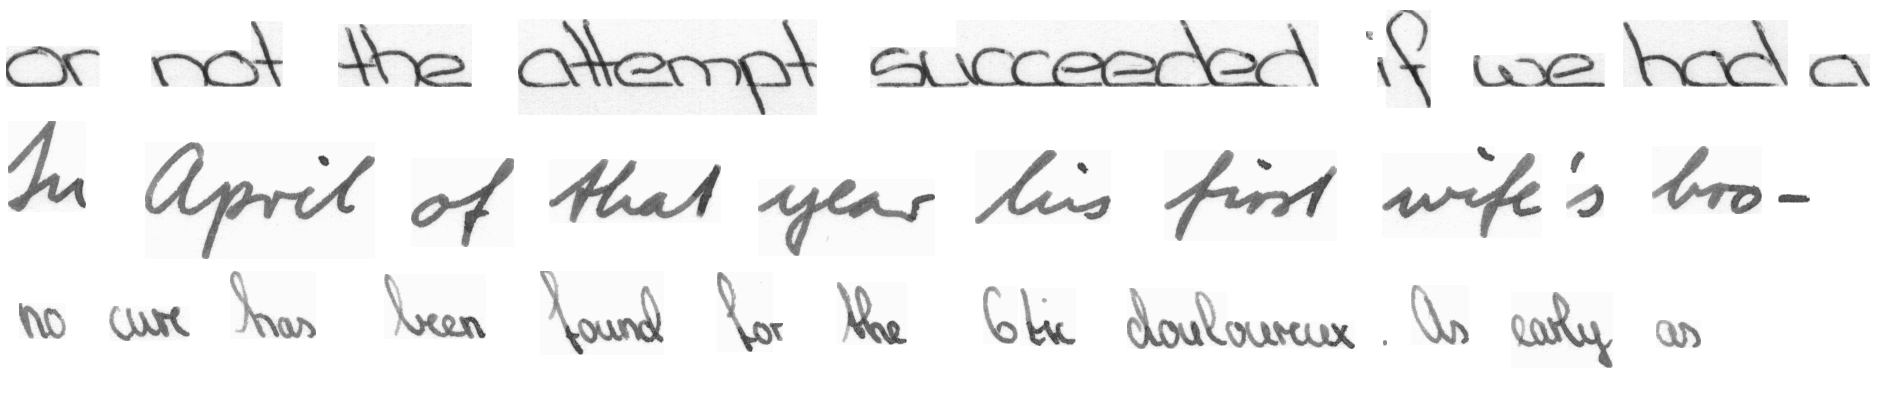 or not the attempt succeeded if we had a
In April of that year his first wife's bro-
no cure has been found for the 6tic douloureux. As early as